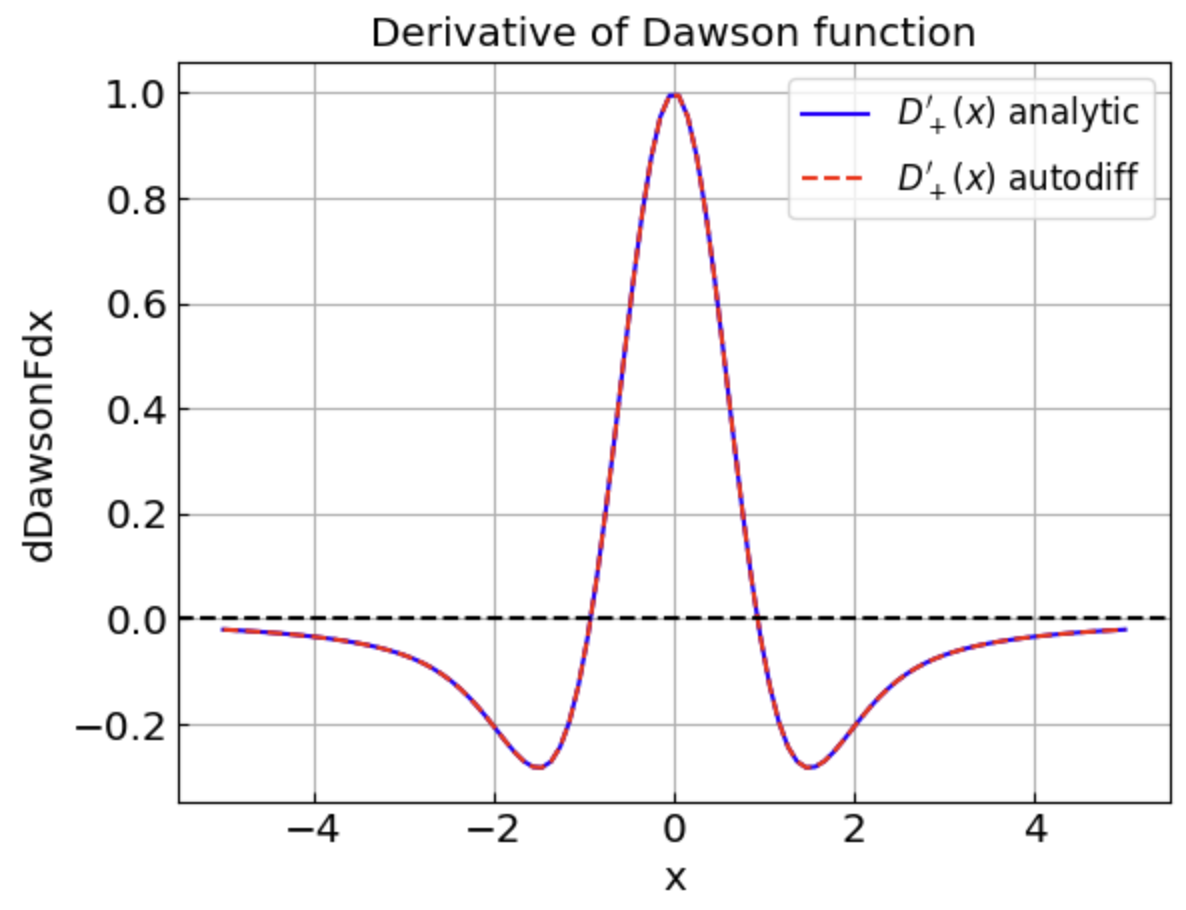 Derivative of Dawson function
D′₊(x) analytic
D′₊(x) autodiff
dDawsonFdx
1.0
0.8
0.6
0.4
0.2
0.0
−0.2
−4 −2 0 2 4
x